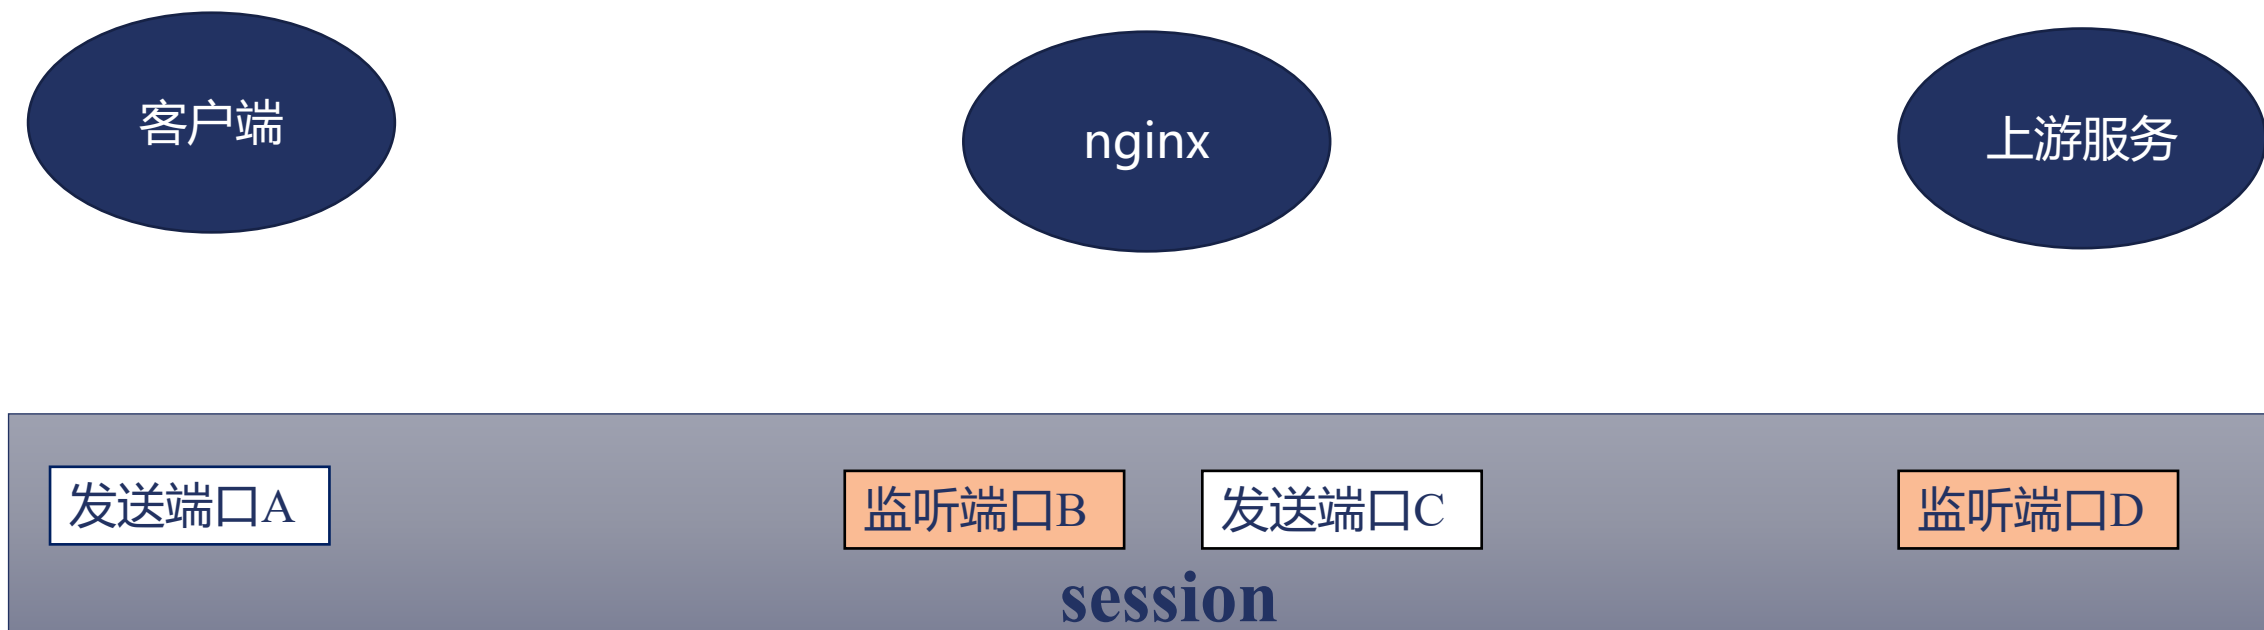 客户端
nginx
上游服务
发送端口A
监听端口B
发送端口C
监听端口D
session